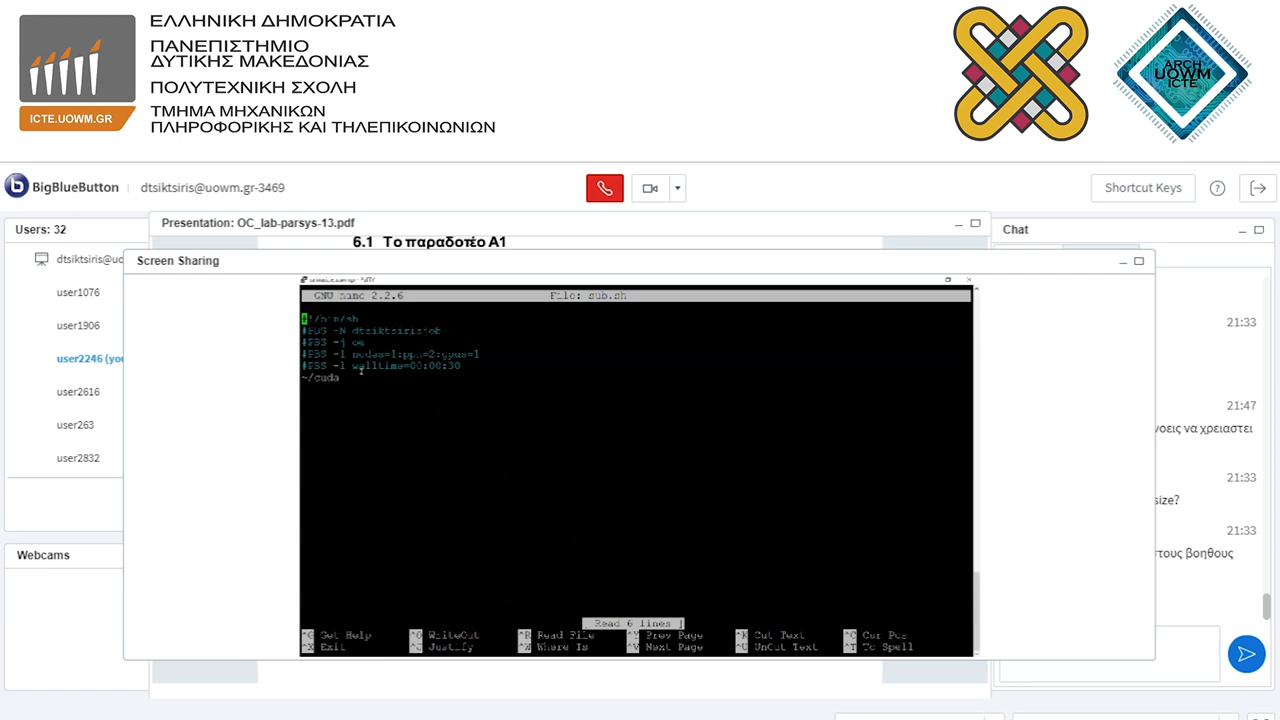 ΕΛΛΗΝΙΚΗ ΔΗΜΟΚΡΑΤΙΑ
ΠΑΝΕΠΙΣΤΗΜΙΟ
ΔΥΤΙΚΗΣ ΜΑΚΕΔΟΝΙΑΣ
ΠΟΛΥΤΕΧΝΙΚΗ ΣΧΟΛΗ
ΤΜΗΜΑ ΜΗΧΑΝΙΚΩΝ
ΠΛΗΡΟΦΟΡΙΚΗΣ ΚΑΙ ΤΗΛΕΠΙΚΟΙΝΩΝΙΩΝ
ICTE.UOWM.GR
ARCH
UOWM
ICTE
BigBlueButton
dtsiktsiris@uowm.gr-3469
Shortcut Keys
Users: 32
Presentation: OC_lab-parsys-13.pdf
Chat
6.1 Το παραδοτέο A1
dtsiktsiris@uo
Screen Sharing
user1076
user1906
user2246 (you
user2616
user263
user2832
Webcams
GNU nano 2.2.6 File: sub.sh
#!/bin/sh
#PBS -N dtsiktsirisjob
#PBS -j oe
#PBS -l nodes=1:ppn=2:gpus=1
#PBS -l walltime=00:00:30
~/cuda
[ Read 6 lines ]
^G Get Help ^O WriteOut ^R Read File ^Y Prev Page ^K Cut Text ^C Cur Pos
^X Exit ^J Justify ^W Where Is ^V Next Page ^U UnCut Text ^T To Spell
21:33
21:47
νοεις να χρειαστει
21:33
size?
21:33
τους βοηθους